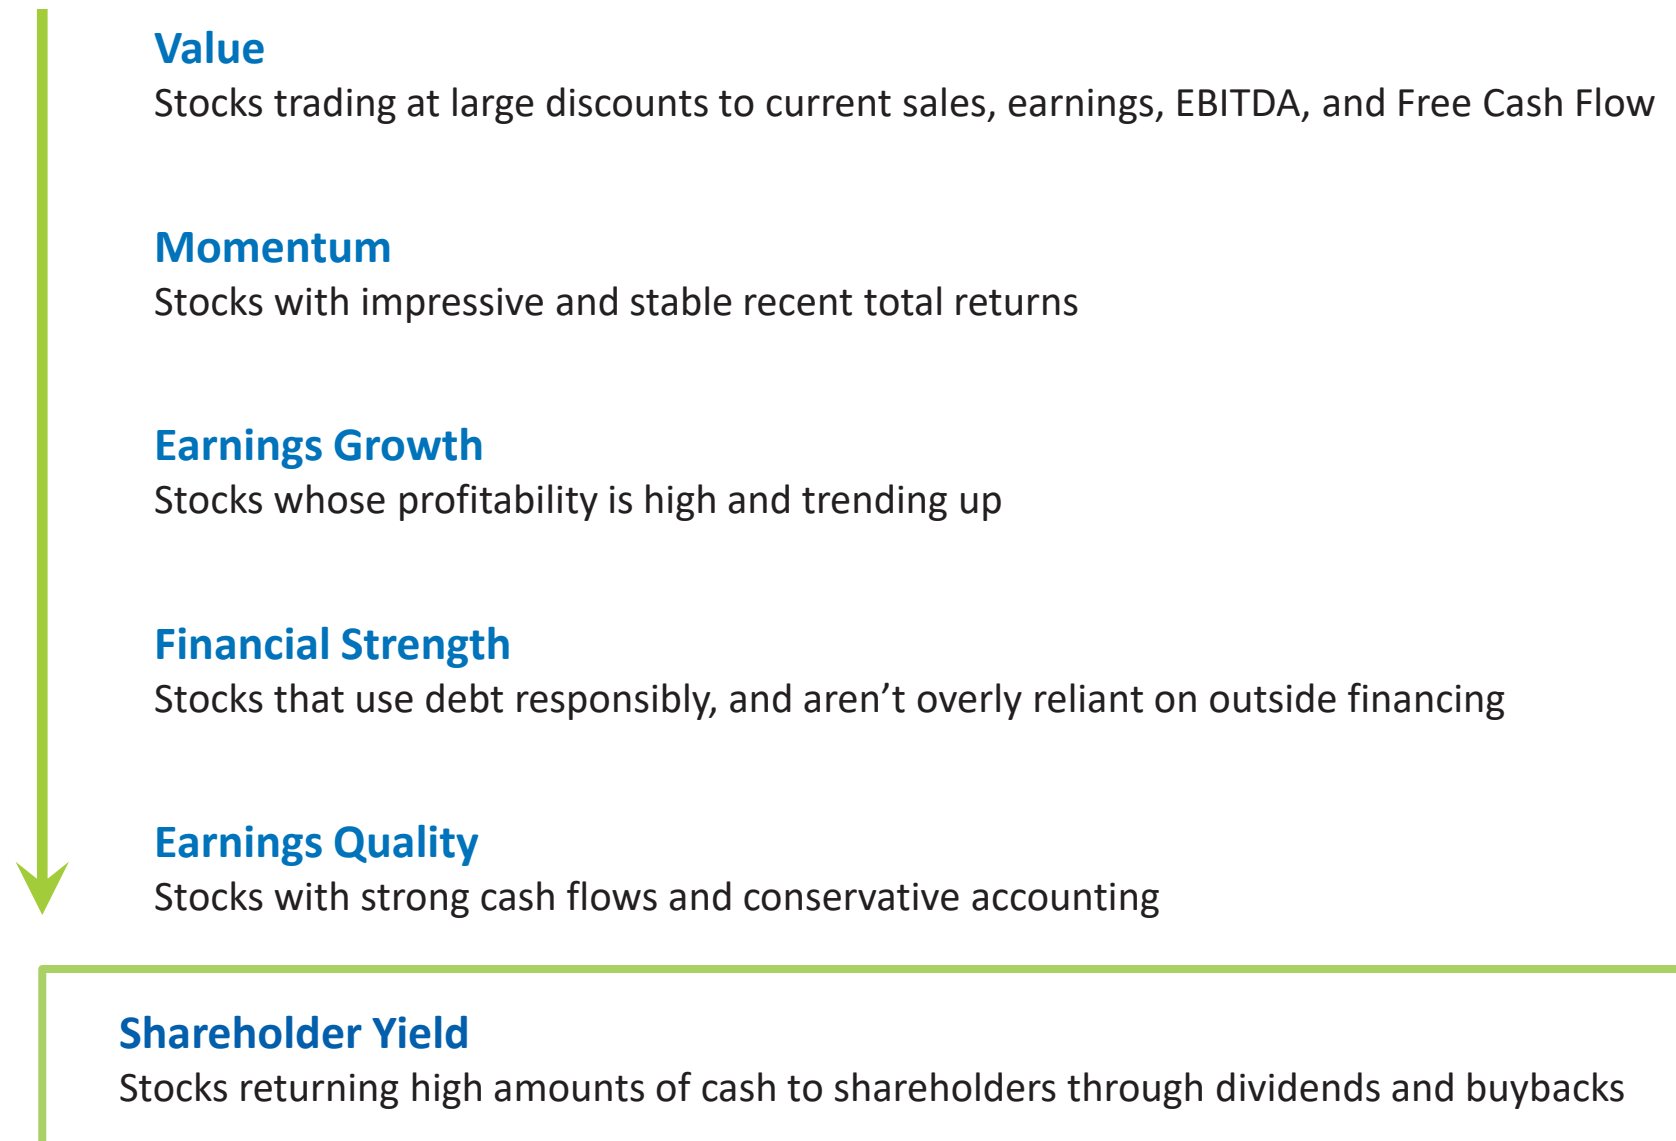 Value
Stocks trading at large discounts to current sales, earnings, EBITDA, and Free Cash Flow
Momentum
Stocks with impressive and stable recent total returns
Earnings Growth
Stocks whose profitability is high and trending up
Financial Strength
Stocks that use debt responsibly, and aren’t overly reliant on outside financing
Earnings Quality
Stocks with strong cash flows and conservative accounting
Shareholder Yield
Stocks returning high amounts of cash to shareholders through dividends and buybacks